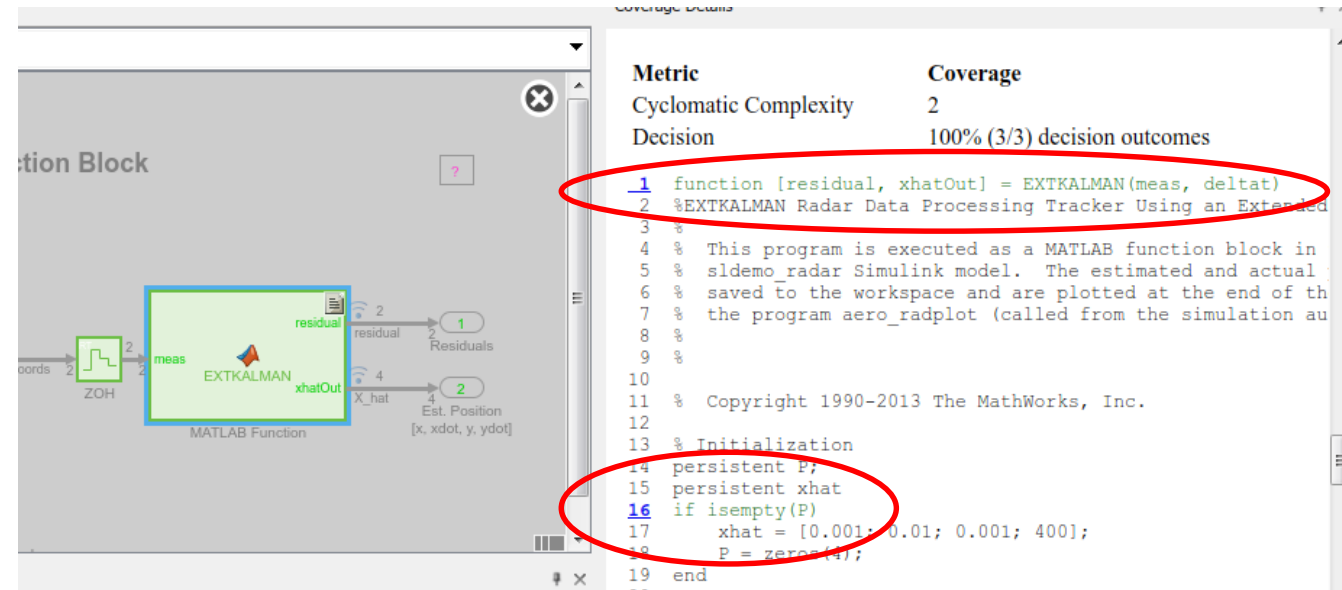 Coverage Details
Metric Coverage
Cyclomatic Complexity 2
Decision 100% (3/3) decision outcomes
ction Block
?
2
residual
residual
1
2
Residuals
oords 2
2
2
meas
ZOH
EXTKALMAN
xhatOut
4
X_hat
2
4
Est. Position
[x, xdot, y, ydot]
MATLAB Function
1 function [residual, xhatOut] = EXTKALMAN(meas, deltat)
2 %EXTKALMAN Radar Data Processing Tracker Using an Extended
3 %
4 % This program is executed as a MATLAB function block in
5 % sldemo_radar Simulink model. The estimated and actual
6 % saved to the workspace and are plotted at the end of th
7 % the program aero_radplot (called from the simulation au
8 %
9 %
10
11 % Copyright 1990-2013 The MathWorks, Inc.
12
13 % Initialization
14 persistent P;
15 persistent xhat
16 if isempty(P)
17 xhat = [0.001; 0.01; 0.001; 400];
18 P = zeros(4);
19 end